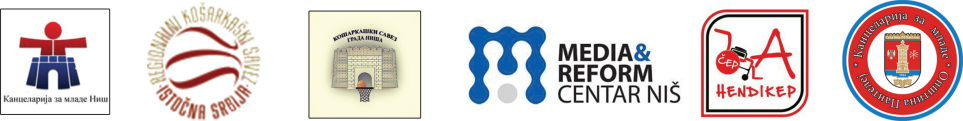 Канцеларија за младе Ниш
REGIONALNI KOŠARKAŠKI SAVEZ
ISTOČNA SRBIJA
КОШАРКАШКИ САВЕЗ
ГРАДА НИША
MEDIA&
REFORM
CENTAR NIŠ
ČEP
ZA
HENDIKEP
Канцеларија за младе
Општина Пантелеј